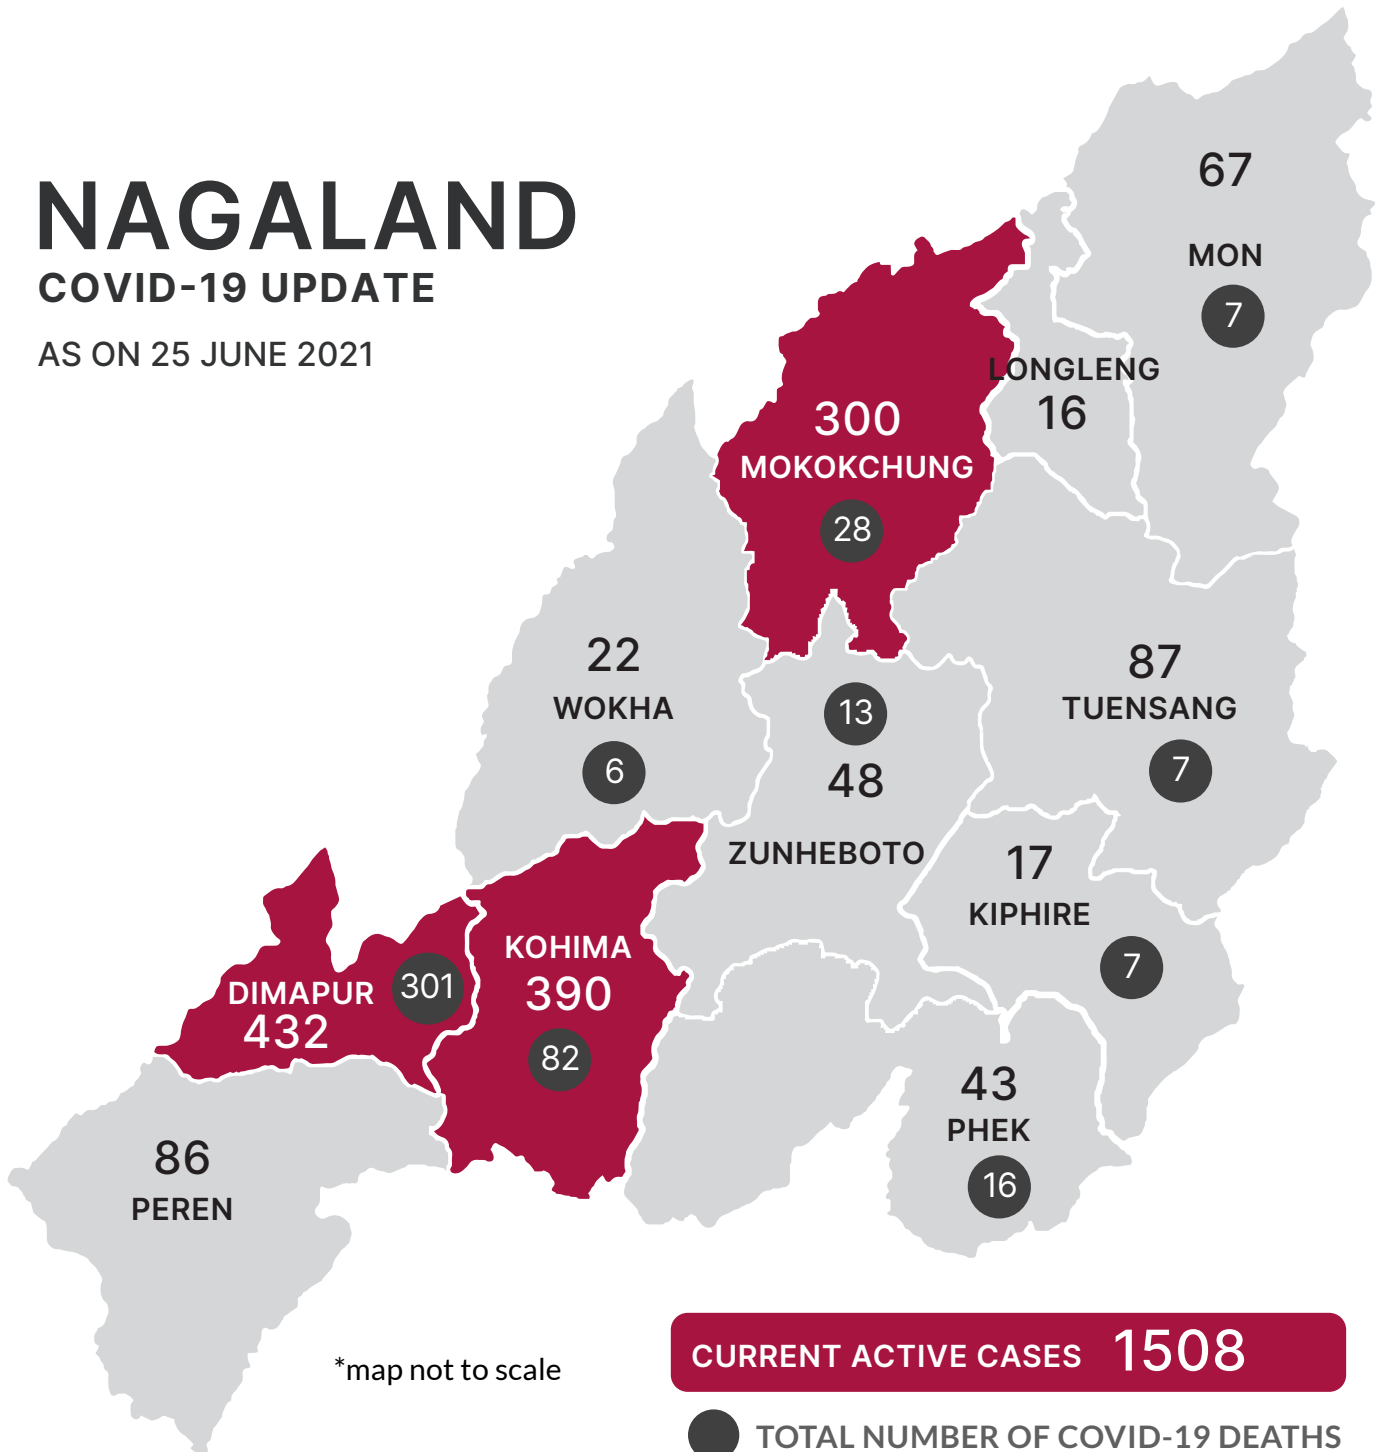 NAGALAND
COVID-19 UPDATE
AS ON 25 JUNE 2021
67
MON
7
LONGLENG
16
300
MOKOKCHUNG
28
22
WOKHA
6
87
TUENSANG
7
13
48
ZUNHEBOTO
17
KIPHIRE
7
KOHIMA
390
82
DIMAPUR
432
301
43
PHEK
16
86
PEREN
*map not to scale
CURRENT ACTIVE CASES 1508
TOTAL NUMBER OF COVID-19 DEATHS